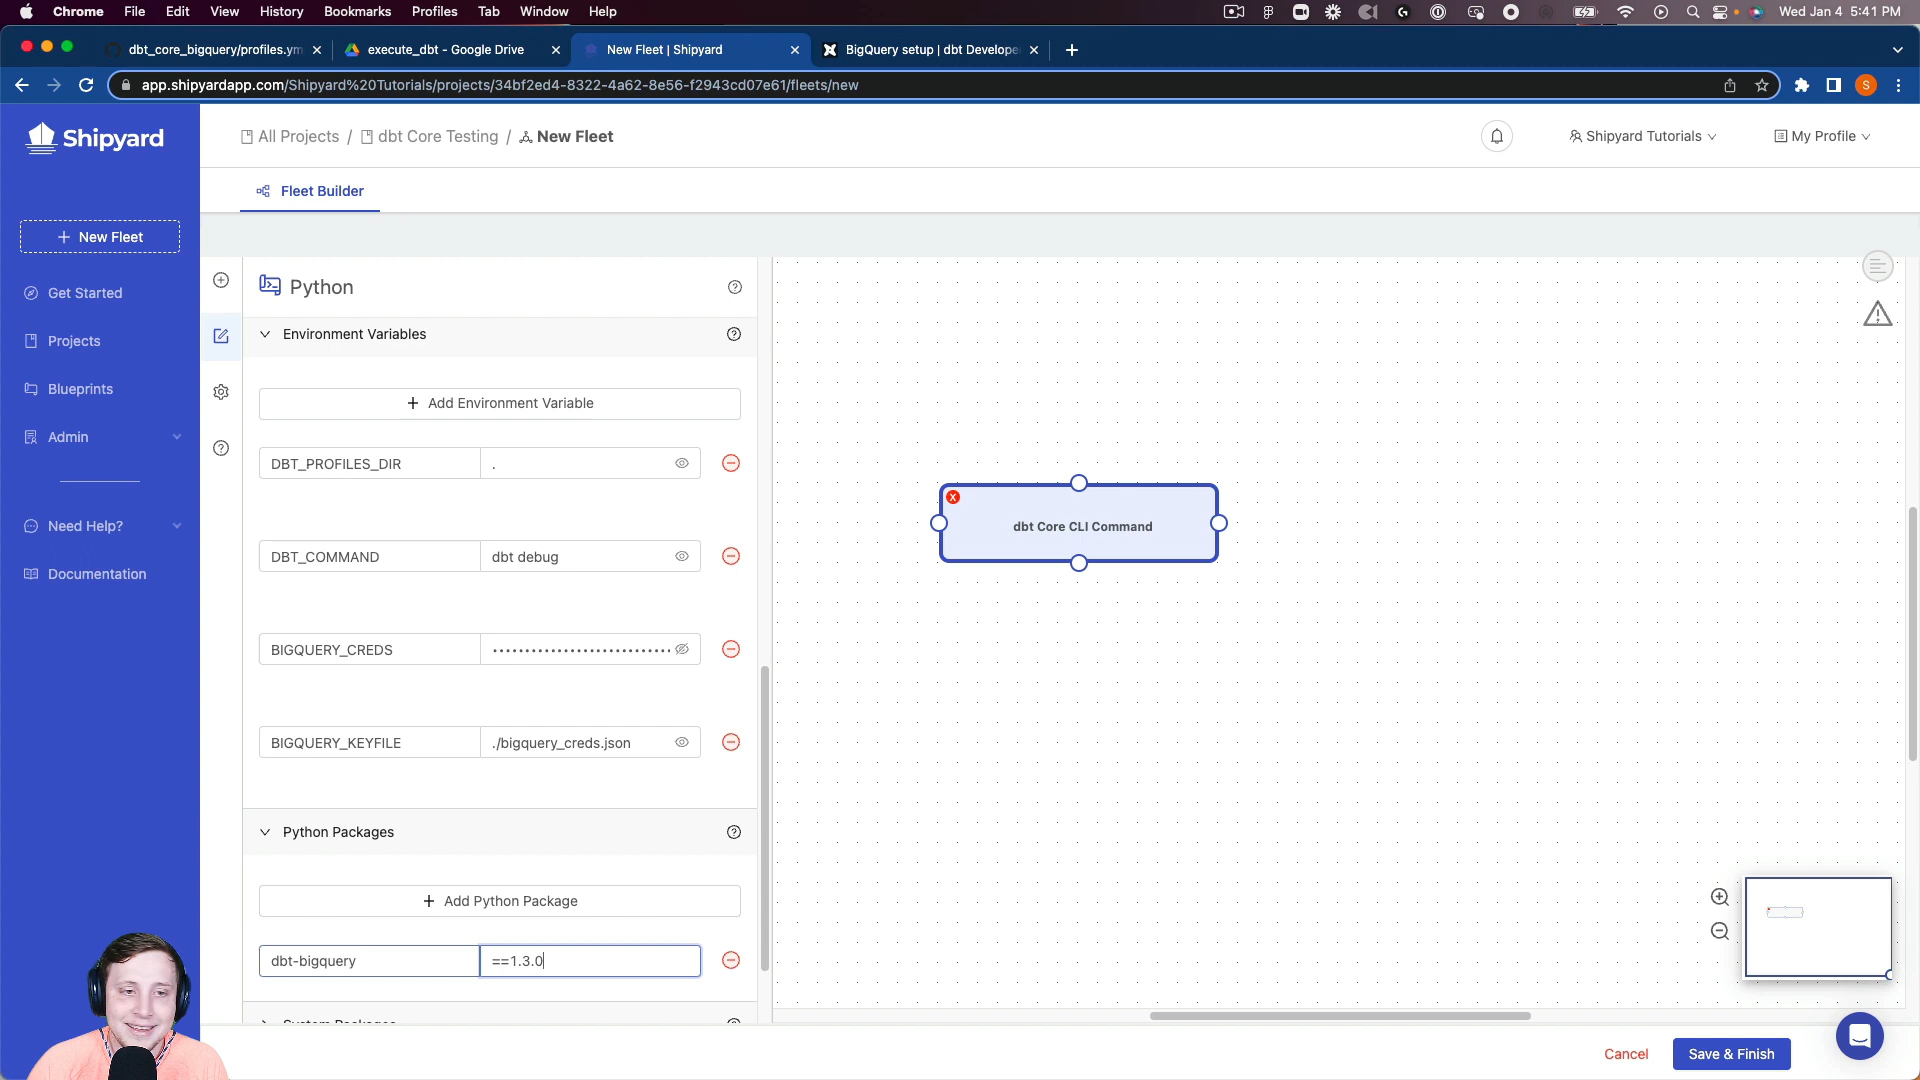 Chrome File Edit View History Bookmarks Profiles Tab Window Help Wed Jan 4 5:41 PM
dbt_core_bigquery/profiles.ym execute_dbt - Google Drive New Fleet | Shipyard BigQuery setup | dbt Develope
app.shipyardapp.com/Shipyard%20Tutorials/projects/34bf2ed4-8322-4a62-8e56-f2943cd07e61/fleets/new S
Shipyard
All Projects / dbt Core Testing / New Fleet
Shipyard Tutorials
My Profile
Fleet Builder
+ New Fleet
Get Started
Projects
Blueprints
Admin
Need Help?
Documentation
Python
Environment Variables
+ Add Environment Variable
DBT_PROFILES_DIR .
DBT_COMMAND dbt debug
BIGQUERY_CREDS
BIGQUERY_KEYFILE ./bigquery_creds.json
Python Packages
+ Add Python Package
dbt-bigquery ==1.3.0
System Packages
X
dbt Core CLI Command
Cancel
Save & Finish